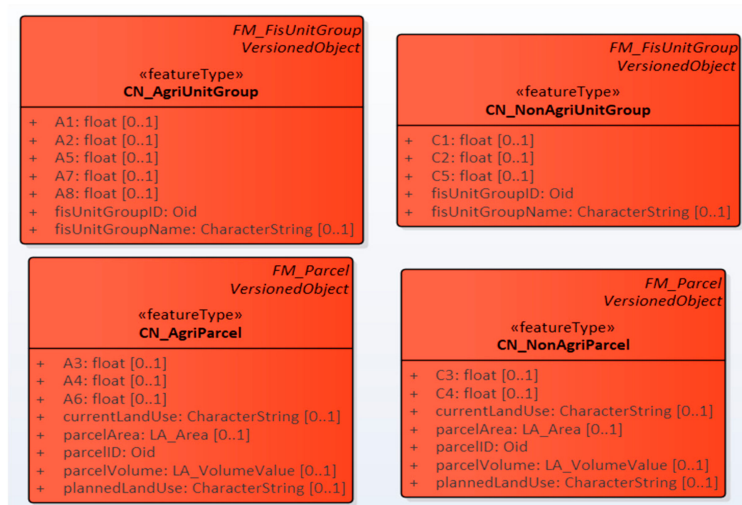 FM_FisUnitGroup
VersionedObject
«featureType»
CN_AgriUnitGroup
+ A1: float [0..1]
+ A2: float [0..1]
+ A5: float [0..1]
+ A7: float [0..1]
+ A8: float [0..1]
+ fisUnitGroupID: Oid
+ fisUnitGroupName: CharacterString [0..1]
FM_FisUnitGroup
VersionedObject
«featureType»
CN_NonAgriUnitGroup
+ C1: float [0..1]
+ C2: float [0..1]
+ C5: float [0..1]
+ fisUnitGroupID: Oid
+ fisUnitGroupName: CharacterString [0..1]
FM_Parcel
VersionedObject
«featureType»
CN_AgriParcel
+ A3: float [0..1]
+ A4: float [0..1]
+ A6: float [0..1]
+ currentLandUse: CharacterString [0..1]
+ parcelArea: LA_Area [0..1]
+ parcelID: Oid
+ parcelVolume: LA_VolumeValue [0..1]
+ plannedLandUse: CharacterString [0..1]
FM_Parcel
VersionedObject
«featureType»
CN_NonAgriParcel
+ C3: float [0..1]
+ C4: float [0..1]
+ currentLandUse: CharacterString [0..1]
+ parcelArea: LA_Area [0..1]
+ parcelID: Oid
+ parcelVolume: LA_VolumeValue [0..1]
+ plannedLandUse: CharacterString [0..1]